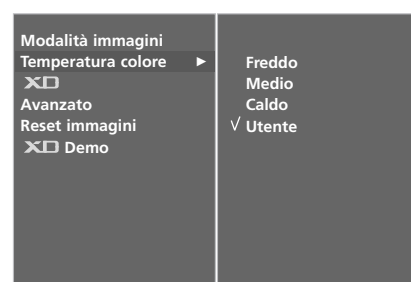 Modalità immagini
Temperatura colore ►
XD
Avanzato
Reset immagini
XD Demo
Freddo
Medio
Caldo
√ Utente